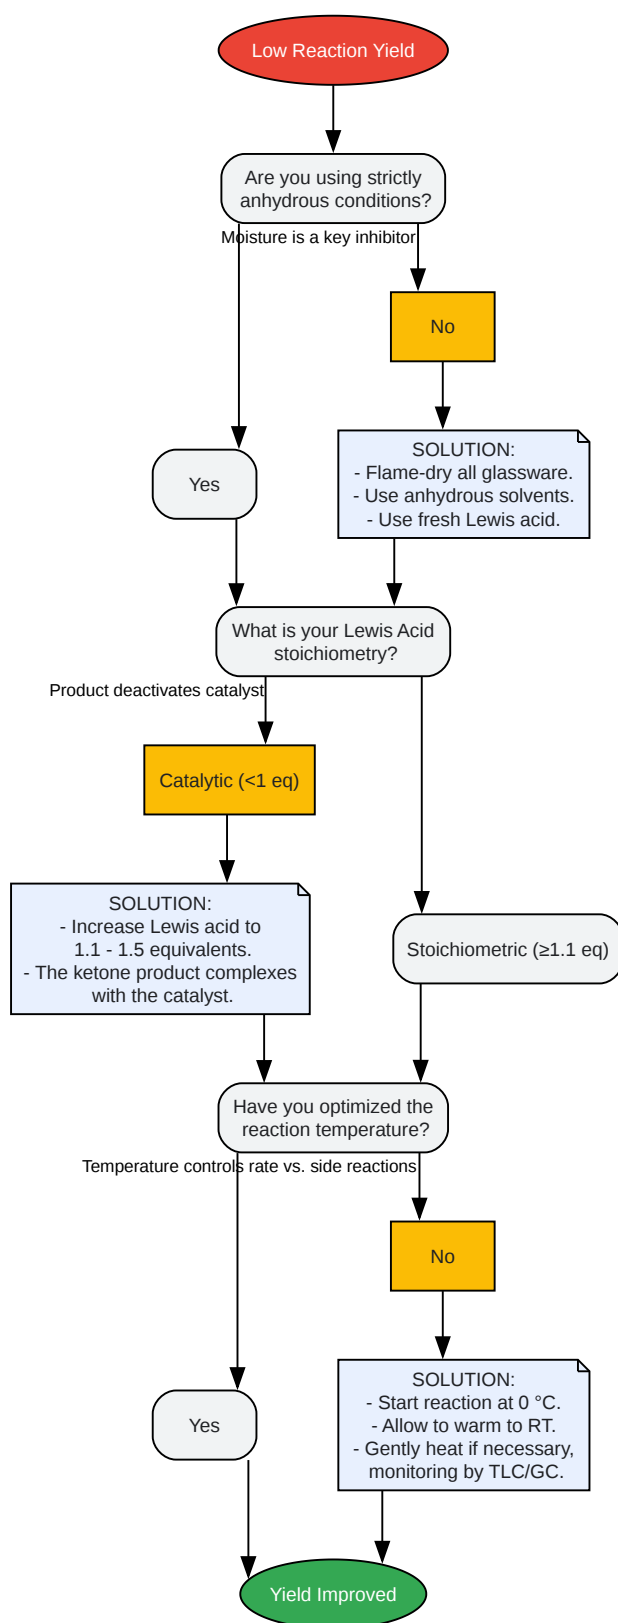 Low Reaction Yield
Are you using strictly
anhydrous conditions?
Moisture is a key inhibitor
No
SOLUTION:
- Flame-dry all glassware.
- Use anhydrous solvents.
- Use fresh Lewis acid.
Yes
What is your Lewis Acid
stoichiometry?
Product deactivates catalyst
Catalytic (<1 eq)
SOLUTION:
- Increase Lewis acid to
1.1 - 1.5 equivalents.
- The ketone product complexes
with the catalyst.
Stoichiometric (≥1.1 eq)
Have you optimized the
reaction temperature?
Temperature controls rate vs. side reactions
No
SOLUTION:
- Start reaction at 0 °C.
- Allow to warm to RT.
- Gently heat if necessary,
monitoring by TLC/GC.
Yes
Yield Improved